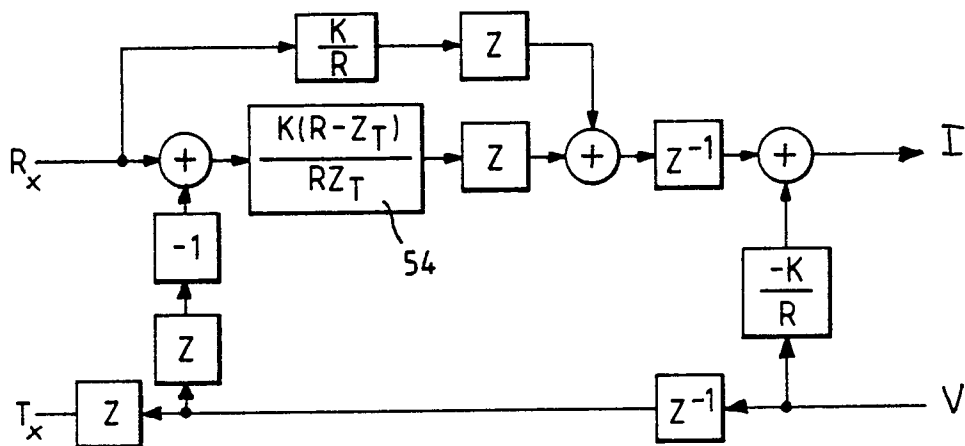 K/R
Z
R_x
+
K(R-Z_T)/RZ_T
Z
+
Z⁻¹
+
I
54
-1
-K/R
Z
T_x
Z
Z⁻¹
V